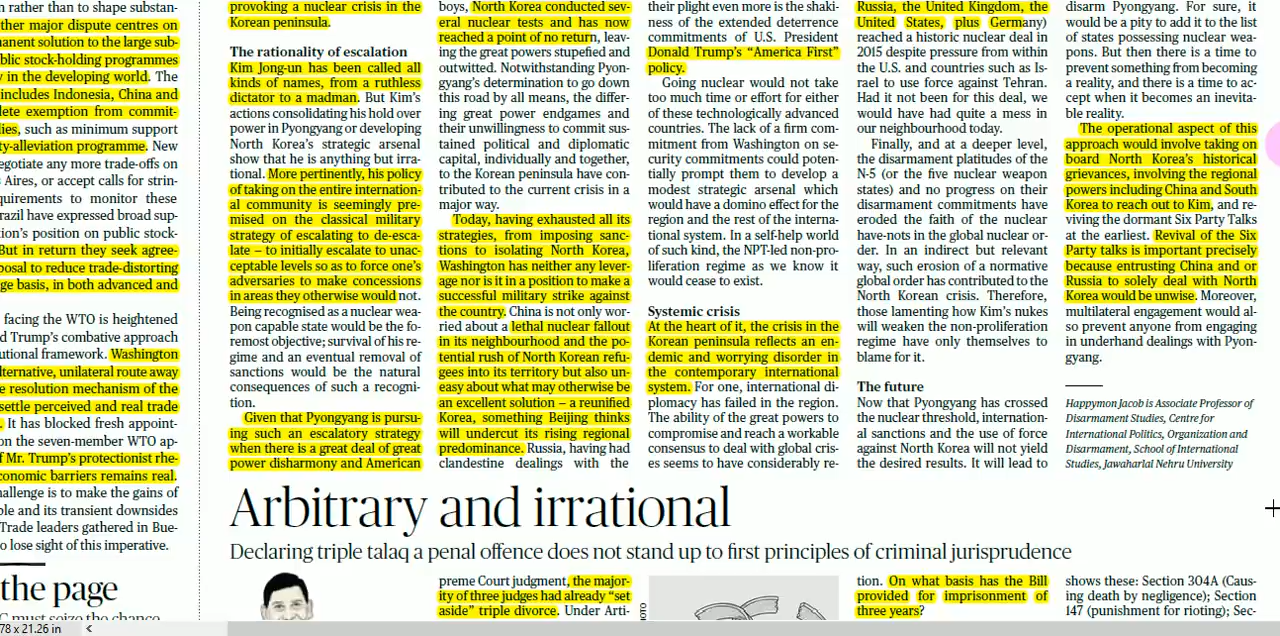 n rather than to shape substan-
ther major dispute centres on
manent solution to the large sub-
blic stock-holding programmes
y in the developing world. The
includes Indonesia, China and
lete exemption from commit-
lies, such as minimum support
ty-alleviation programme. New
egotiate any more trade-offs on
s Aires, or accept calls for strin-
quirements to monitor these
razil have expressed broad sup-
tion's position on public stock-
But in return they seek agree-
posal to reduce trade-distorting
ge basis, in both advanced and
facing the WTO is heightened
d Trump's combative approach
utional framework. Washington
lternative, unilateral route away
e resolution mechanism of the
settle perceived and real trade
. It has blocked fresh appoint-
on the seven-member WTO ap-
f Mr. Trump's protectionist rhe-
conomic barriers remains real.
hallenge is to make the gains of
ble and its transient downsides
Trade leaders gathered in Bue-
o lose sight of this imperative.
the page
C must seize the chance
provoking a nuclear crisis in the
Korean peninsula.
The rationality of escalation
Kim Jong-un has been called all
kinds of names, from a ruthless
dictator to a madman. But Kim's
actions consolidating his hold over
power in Pyongyang or developing
North Korea's strategic arsenal
show that he is anything but irra-
tional. More pertinently, his policy
of taking on the entire internation-
al community is seemingly pre-
mised on the classical military
strategy of escalating to de-esca-
late – to initially escalate to unac-
ceptable levels so as to force one's
adversaries to make concessions
in areas they otherwise would not.
Being recognised as a nuclear wea-
pon capable state would be the fo-
remost objective; survival of his re-
gime and an eventual removal of
sanctions would be the natural
consequences of such a recogni-
tion.
Given that Pyongyang is pursu-
ing such an escalatory strategy
when there is a great deal of great
power disharmony and American
boys, North Korea conducted sev-
eral nuclear tests and has now
reached a point of no return, leav-
ing the great powers stupefied and
outwitted. Notwithstanding Pyon-
gyang's determination to go down
this road by all means, the differ-
ing great power endgames and
their unwillingness to commit sus-
tained political and diplomatic
capital, individually and together,
to the Korean peninsula have con-
tributed to the current crisis in a
major way.
Today, having exhausted all its
strategies, from imposing sanc-
tions to isolating North Korea,
Washington has neither any lever-
age nor is it in a position to make a
successful military strike against
the country. China is not only wor-
ried about a lethal nuclear fallout
in its neighbourhood and the po-
tential rush of North Korean refu-
gees into its territory but also un-
easy about what may otherwise be
an excellent solution – a reunified
Korea, something Beijing thinks
will undercut its rising regional
predominance. Russia, having had
clandestine dealings with the
their plight even more is the shaki-
ness of the extended deterrence
commitments of U.S. President
Donald Trump's “America First”
policy.
Going nuclear would not take
too much time or effort for either
of these technologically advanced
countries. The lack of a firm com-
mitment from Washington on se-
curity commitments could poten-
tially prompt them to develop a
modest strategic arsenal which
would have a domino effect for the
region and the rest of the interna-
tional system. In a self-help world
of such kind, the NPT-led non-pro-
liferation regime as we know it
would cease to exist.
Systemic crisis
At the heart of it, the crisis in the
Korean peninsula reflects an en-
demic and worrying disorder in
the contemporary international
system. For one, international di-
plomacy has failed in the region.
The ability of the great powers to
compromise and reach a workable
consensus to deal with global cris-
es seems to have considerably re-
Russia, the United Kingdom, the
United States, plus Germany)
reached a historic nuclear deal in
2015 despite pressure from within
the U.S. and countries such as Is-
rael to use force against Tehran.
Had it not been for this deal, we
would have had quite a mess in
our neighbourhood today.
Finally, and at a deeper level,
the disarmament platitudes of the
N-5 (or the five nuclear weapon
states) and no progress on their
disarmament commitments have
eroded the faith of the nuclear
have-nots in the global nuclear or-
der. In an indirect but relevant
way, such erosion of a normative
global order has contributed to the
North Korean crisis. Therefore,
those lamenting how Kim's nukes
will weaken the non-proliferation
regime have only themselves to
blame for it.
The future
Now that Pyongyang has crossed
the nuclear threshold, internation-
al sanctions and the use of force
against North Korea will not yield
the desired results. It will lead to
disarm Pyongyang. For sure, it
would be a pity to add it to the list
of states possessing nuclear wea-
pons. But then there is a time to
prevent something from becoming
a reality, and there is a time to ac-
cept when it becomes an inevita-
ble reality.
The operational aspect of this
approach would involve taking on
board North Korea's historical
grievances, involving the regional
powers including China and South
Korea to reach out to Kim, and re-
viving the dormant Six Party Talks
at the earliest. Revival of the Six
Party talks is important precisely
because entrusting China and or
Russia to solely deal with North
Korea would be unwise. Moreover,
multilateral engagement would al-
so prevent anyone from engaging
in underhand dealings with Pyon-
gyang.
Happymon Jacob is Associate Professor of
Disarmament Studies, Centre for
International Politics, Organization and
Disarmament, School of International
Studies, Jawaharlal Nehru University
Arbitrary and irrational
Declaring triple talaq a penal offence does not stand up to first principles of criminal jurisprudence
preme Court judgment, the major-
ity of three judges had already “set
aside” triple divorce. Under Arti-
tion. On what basis has the Bill
provided for imprisonment of
three years?
shows these: Section 304A (Caus-
ing death by negligence); Section
147 (punishment for rioting); Sec-
78 x 21.26 in